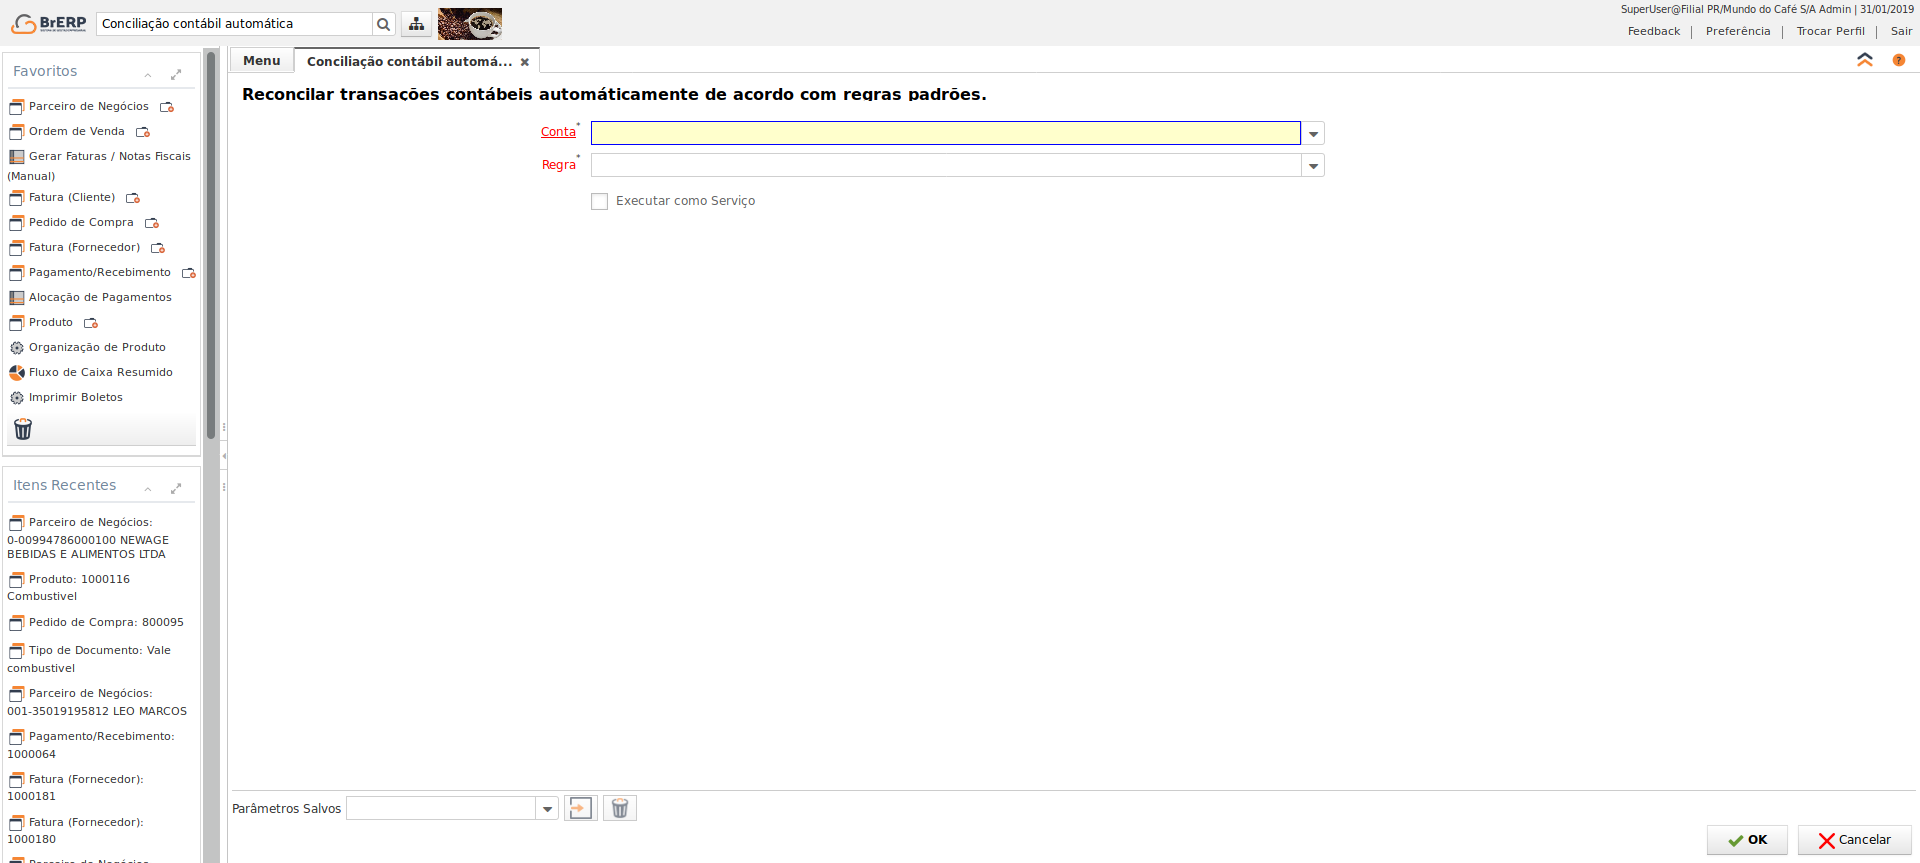 BrERP
Conciliação contábil automática
SuperUser@Filial PR/Mundo do Café S/A Admin | 31/01/2019
Feedback | Preferência | Trocar Perfil | Sair
Favoritos
Parceiro de Negócios
Ordem de Venda
Gerar Faturas / Notas Fiscais
(Manual)
Fatura (Cliente)
Pedido de Compra
Fatura (Fornecedor)
Pagamento/Recebimento
Alocação de Pagamentos
Produto
Organização de Produto
Fluxo de Caixa Resumido
Imprimir Boletos
Itens Recentes
Parceiro de Negócios:
0-00994786000100 NEWAGE
BEBIDAS E ALIMENTOS LTDA
Produto: 1000116
Combustivel
Pedido de Compra: 800095
Tipo de Documento: Vale
combustivel
Parceiro de Negócios:
001-35019195812 LEO MARCOS
Pagamento/Recebimento:
1000064
Fatura (Fornecedor):
1000181
Fatura (Fornecedor):
1000180
Parceiro de Negócios
Menu
Conciliação contábil automá...
Reconcilar transações contábeis automáticamente de acordo com regras padrões.
Conta*
Regra*
Executar como Serviço
Parâmetros Salvos
OK
Cancelar